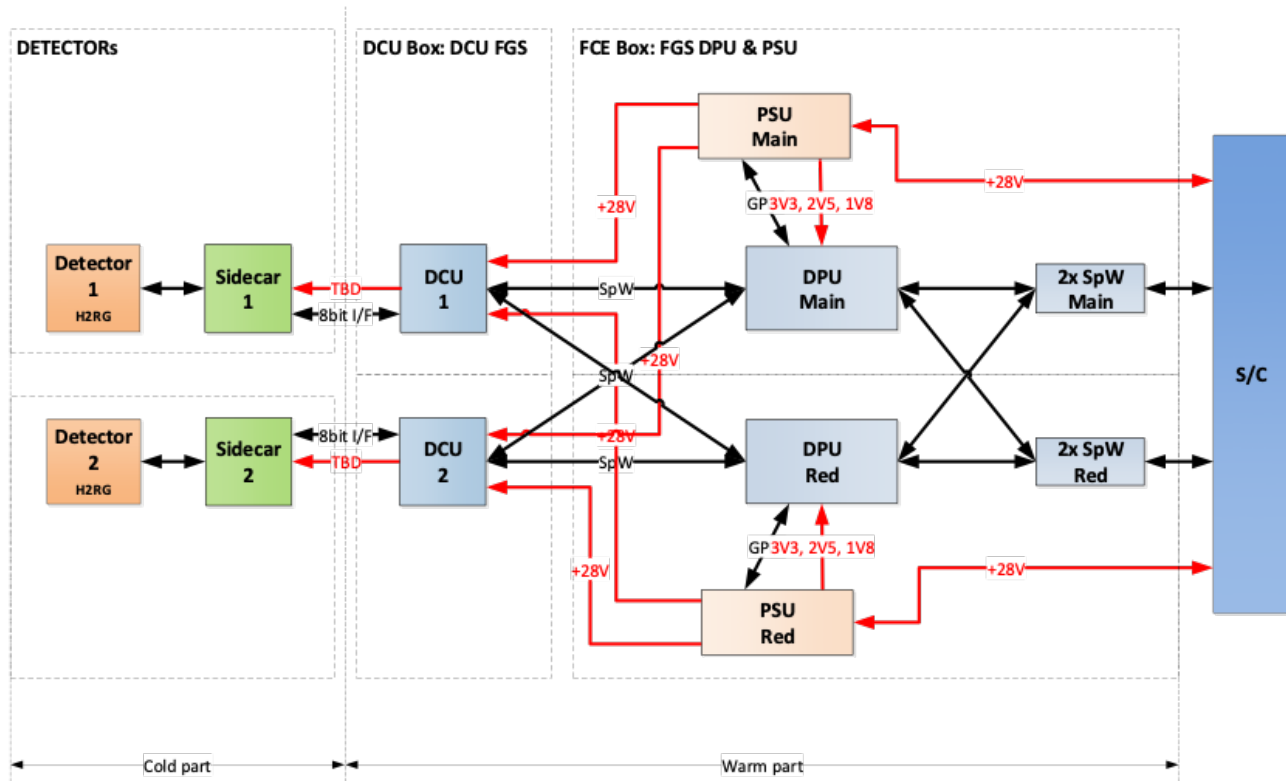 DETECTORs
DCU Box: DCU FGS
FCE Box: FGS DPU & PSU
PSU
Main
+28V
+28V
GP
3V3, 2V5, 1V8
Detector
1
H2RG
Sidecar
1
TBD
8bit I/F
DCU
1
SpW
DPU
Main
2x SpW
Main
+28V
SpW
S/C
Detector
2
H2RG
Sidecar
2
8bit I/F
TBD
DCU
2
+28V
SpW
DPU
Red
2x SpW
Red
GP
3V3, 2V5, 1V8
+28V
+28V
PSU
Red
Cold part
Warm part